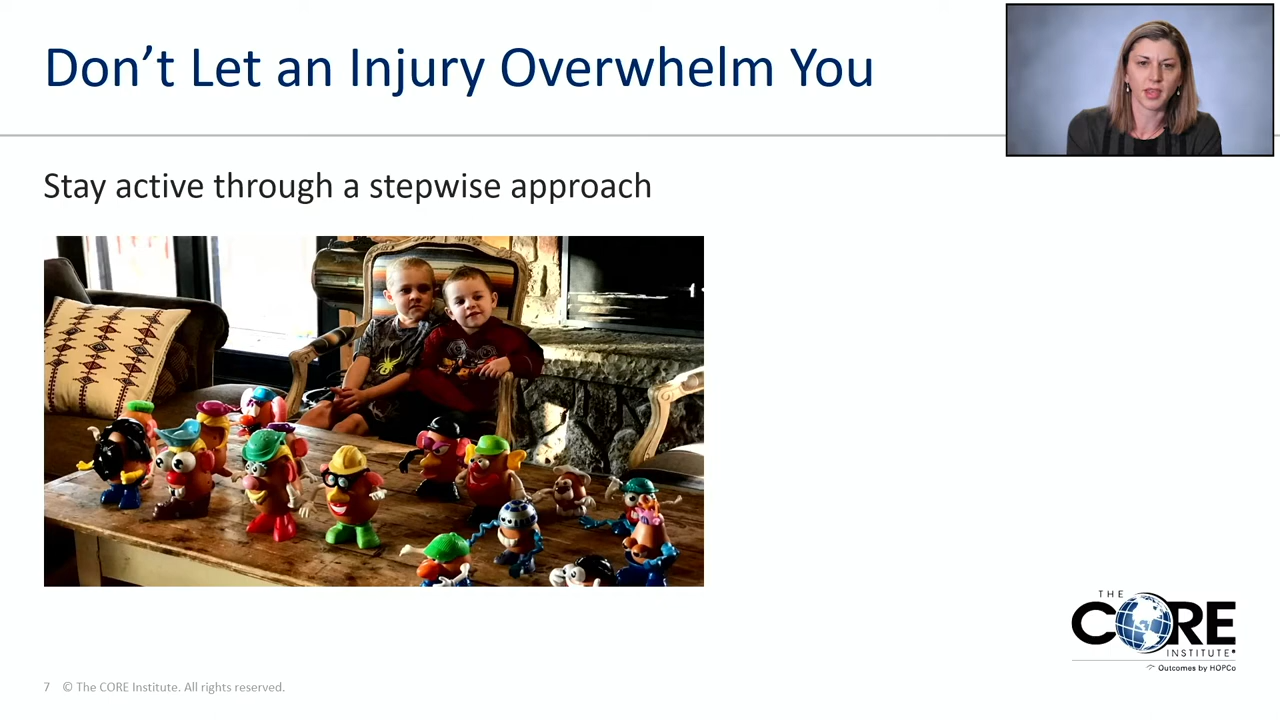 Don’t Let an Injury Overwhelm You
Stay active through a stepwise approach
THE
CORE
INSTITUTE
Outcomes by HOPCo
7 © The CORE Institute. All rights reserved.